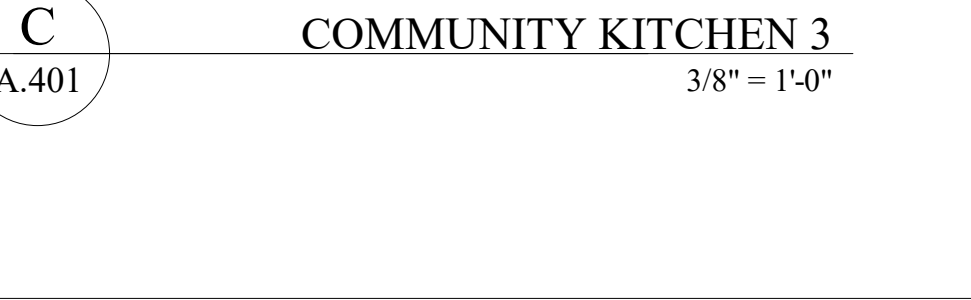 C
COMMUNITY KITCHEN 3
A.401
3/8" = 1'-0"